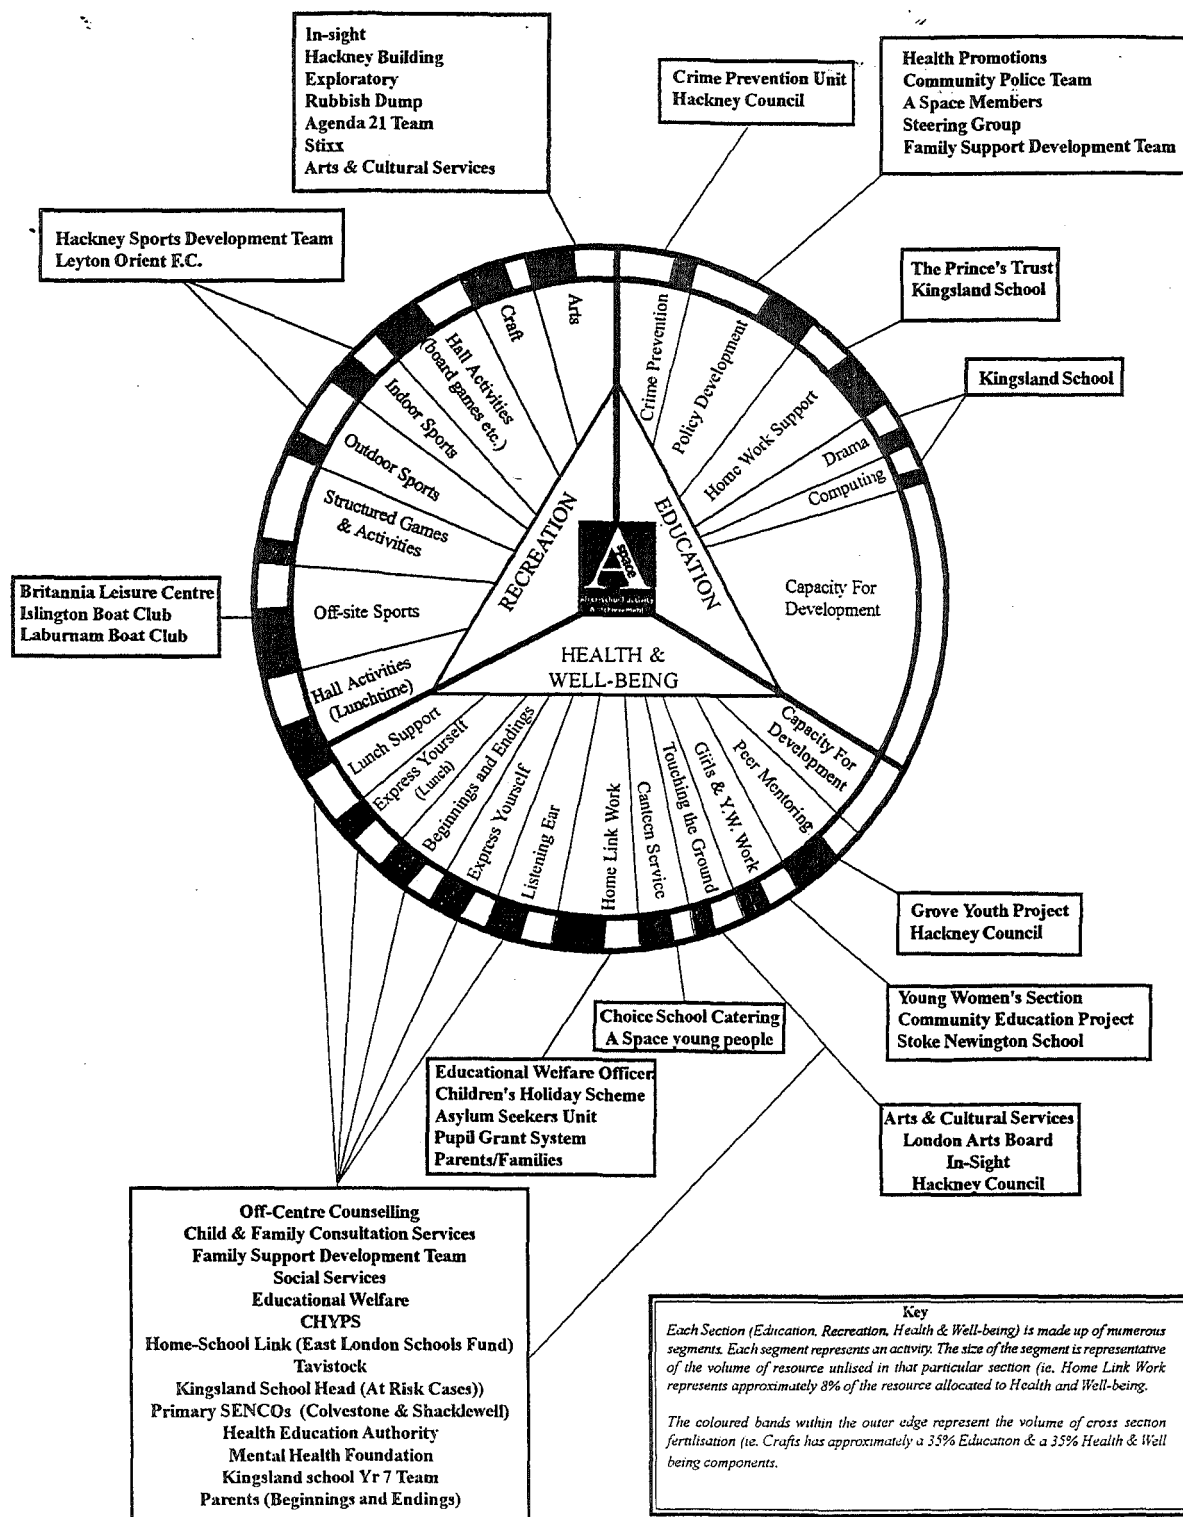 In-sight
Hackney Building
Exploratory
Rubbish Dump
Agenda 21 Team
Stixx
Arts & Cultural Services
Crime Prevention Unit
Hackney Council
Health Promotions
Community Police Team
A Space Members
Steering Group
Family Support Development Team
Hackney Sports Development Team
Leyton Orient F.C.
The Prince's Trust
Kingsland School
Kingsland School
Britannia Leisure Centre
Islington Boat Club
Laburnam Boat Club
Arts
Craft
Hall Activities
(board games etc.)
Indoor Sports
Outdoor Sports
Structured Games
& Activities
Off-site Sports
Hall Activities
(Lunchtime)
Crime Prevention
Policy Development
Home Work Support
Drama
Computing
Capacity For
Development
RECREATION
EDUCATION
A
space
HEALTH &
WELL-BEING
Lunch Support
Express Yourself
(Lunch)
Beginnings and Endings
Express Yourself
Listening Ear
Home Link Work
Canteen Service
Touching the Ground
Girls & Y.W. Work
Peer Mentoring
Capacity For
Development
Grove Youth Project
Hackney Council
Young Women's Section
Community Education Project
Stoke Newington School
Choice School Catering
A Space young people
Educational Welfare Officer
Children's Holiday Scheme
Asylum Seekers Unit
Pupil Grant System
Parents/Families
Arts & Cultural Services
London Arts Board
In-Sight
Hackney Council
Off-Centre Counselling
Child & Family Consultation Services
Family Support Development Team
Social Services
Educational Welfare
CHYPS
Home-School Link (East London Schools Fund)
Tavistock
Kingsland School Head (At Risk Cases))
Primary SENCOs (Colvestone & Shacklewell)
Health Education Authority
Mental Health Foundation
Kingsland school Yr 7 Team
Parents (Beginnings and Endings)
Key
Each Section (Education, Recreation, Health & Well-being) is made up of numerous
segments. Each segment represents an activity. The size of the segment is representative
of the volume of resource utilised in that particular section (ie. Home Link Work
represents approximately 8% of the resource allocated to Health and Well-being.
The coloured bands within the outer edge represent the volume of cross section
fertilisation (ie. Crafts has approximately a 35% Education & a 35% Health & Well
being components.